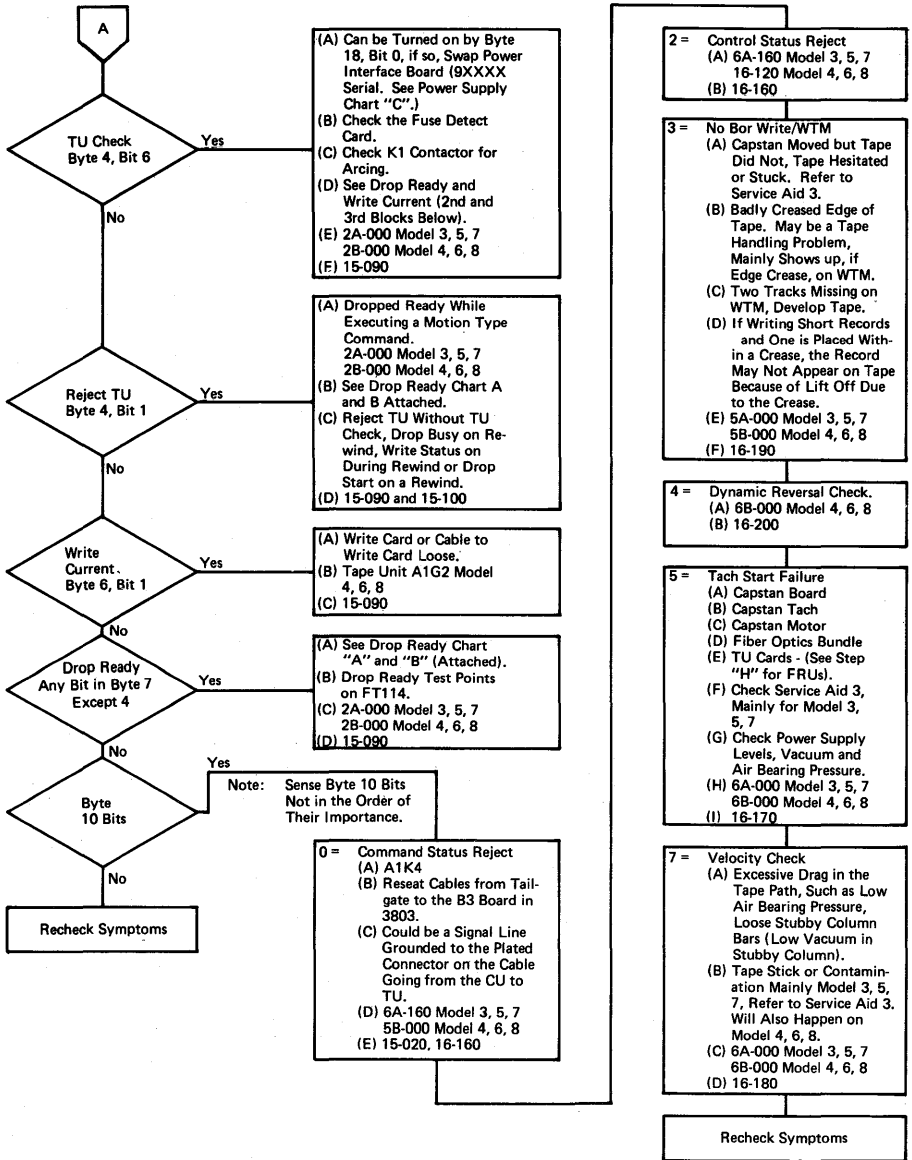 A
TU Check
Byte 4, Bit 6
Yes
No
(A) Can be Turned on by Byte
18, Bit 0, if so, Swap Power
Interface Board (9XXXX
Serial. See Power Supply
Chart "C".)
(B) Check the Fuse Detect
Card.
(C) Check K1 Contactor for
Arcing.
(D) See Drop Ready and
Write Current (2nd and
3rd Blocks Below).
(E) 2A-000 Model 3, 5, 7
2B-000 Model 4, 6, 8
(F) 15-090
Reject TU
Byte 4, Bit 1
Yes
No
(A) Dropped Ready While
Executing a Motion Type
Command.
2A-000 Model 3, 5, 7
2B-000 Model 4, 6, 8
(B) See Drop Ready Chart A
and B Attached.
(C) Reject TU Without TU
Check, Drop Busy on Re-
wind, Write Status on
During Rewind or Drop
Start on a Rewind.
(D) 15-090 and 15-100
Write
Current
Byte 6, Bit 1
Yes
No
(A) Write Card or Cable to
Write Card Loose.
(B) Tape Unit A1G2 Model
4, 6, 8
(C) 15-090
Drop Ready
Any Bit in Byte 7
Except 4
Yes
No
(A) See Drop Ready Chart
"A" and "B" (Attached).
(B) Drop Ready Test Points
on FT114.
(C) 2A-000 Model 3, 5, 7
2B-000 Model 4, 6, 8
(D) 15-090
Byte
10 Bits
Yes
No
Note: Sense Byte 10 Bits
Not in the Order of
Their Importance.
Recheck Symptoms
0 = Command Status Reject
(A) A1K4
(B) Reseat Cables from Tail-
gate to the B3 Board in
3803.
(C) Could be a Signal Line
Grounded to the Plated
Connector on the Cable
Going from the CU to
TU.
(D) 6A-160 Model 3, 5, 7
5B-000 Model 4, 6, 8
(E) 15-020, 16-160
2 = Control Status Reject
(A) 6A-160 Model 3, 5, 7
16-120 Model 4, 6, 8
(B) 16-160
3 = No Bor Write/WTM
(A) Capstan Moved but Tape
Did Not, Tape Hesitated
or Stuck. Refer to
Service Aid 3.
(B) Badly Creased Edge of
Tape. May be a Tape
Handling Problem,
Mainly Shows up, if
Edge Crease, on WTM.
(C) Two Tracks Missing on
WTM, Develop Tape.
(D) If Writing Short Records
and One is Placed With-
in a Crease, the Record
May Not Appear on Tape
Because of Lift Off Due
to the Crease.
(E) 5A-000 Model 3, 5, 7
5B-000 Model 4, 6, 8
(F) 16-190
4 = Dynamic Reversal Check.
(A) 6B-000 Model 4, 6, 8
(B) 16-200
5 = Tach Start Failure
(A) Capstan Board
(B) Capstan Tach
(C) Capstan Motor
(D) Fiber Optics Bundle
(E) TU Cards - (See Step
"H" for FRUs).
(F) Check Service Aid 3,
Mainly for Model 3,
5, 7
(G) Check Power Supply
Levels, Vacuum and
Air Bearing Pressure.
(H) 6A-000 Model 3, 5, 7
6B-000 Model 4, 6, 8
(I) 16-170
7 = Velocity Check
(A) Excessive Drag in the
Tape Path, Such as Low
Air Bearing Pressure,
Loose Stubby Column
Bars (Low Vacuum in
Stubby Column).
(B) Tape Stick or Contamin-
ation Mainly Model 3, 5,
7, Refer to Service Aid 3.
Will Also Happen on
Model 4, 6, 8.
(C) 6A-000 Model 3, 5, 7
6B-000 Model 4, 6, 8
(D) 16-180
Recheck Symptoms